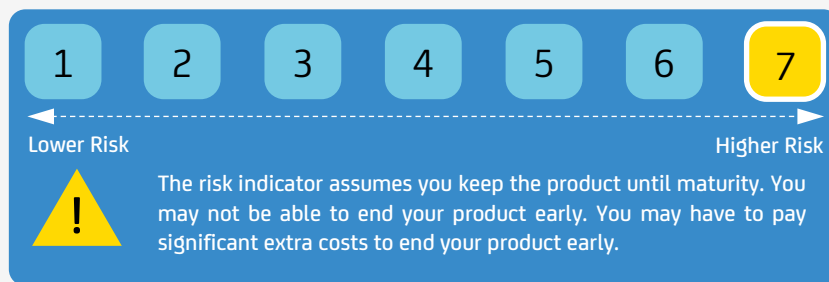 1 2 3 4 5 6 7
Lower Risk Higher Risk
!
The risk indicator assumes you keep the product until maturity. You
may not be able to end your product early. You may have to pay
significant extra costs to end your product early.